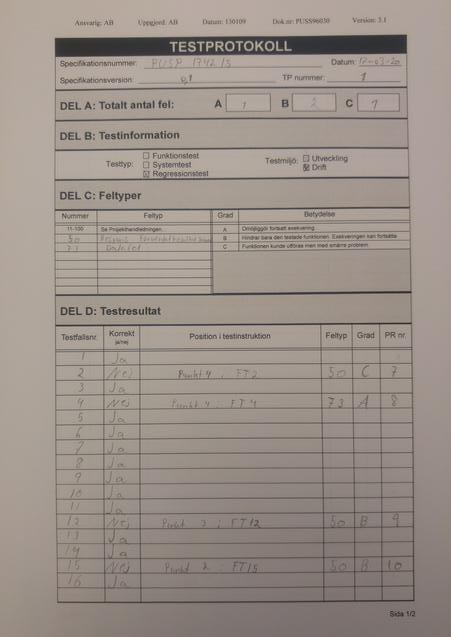 Ansvarig: AB Uppgjord: AB Datum: 130109 Dok.nr: PUSS96030 Version: 3.1
TESTPROTOKOLL
Specifikationsnummer: PUSP 1742 /S Datum: 12-03-20
Specifikationsversion: 0,1 TP nummer: 1
DEL A: Totalt antal fel: A 1 B 2 C 1
DEL B: Testinformation
Testtyp: Funktionstest
Systemtest
Regressionstest
Testmiljö: Utveckling
Drift
DEL C: Feltyper
Nummer Feltyp Grad Betydelse
11-100 Se Projekthandledningen. A Omöjliggör fortsatt exekvering.
50 B Hindrar bara den testade funktionen. Exekveringen kan fortsätta
73 C Funktionen kunde utföras men med smärre problem.
DEL D: Testresultat
Testfallsnr. Korrekt ja/nej Position i testinstruktion Feltyp Grad PR nr.
1 Ja
2 Nej Punkt 4 ; FT2 50 C 7
3 Ja
4 Nej Punkt 4 ; FT4 73 A 8
5 Ja
6 Ja
7 Ja
8 Ja
9 Ja
10 Ja
11 Ja
12 Nej Punkt 3 ; FT12 50 B 9
13 Ja
14 Ja
15 Nej Punkt 2 ; FT15 50 B 10
16 Ja
Sida 1/2